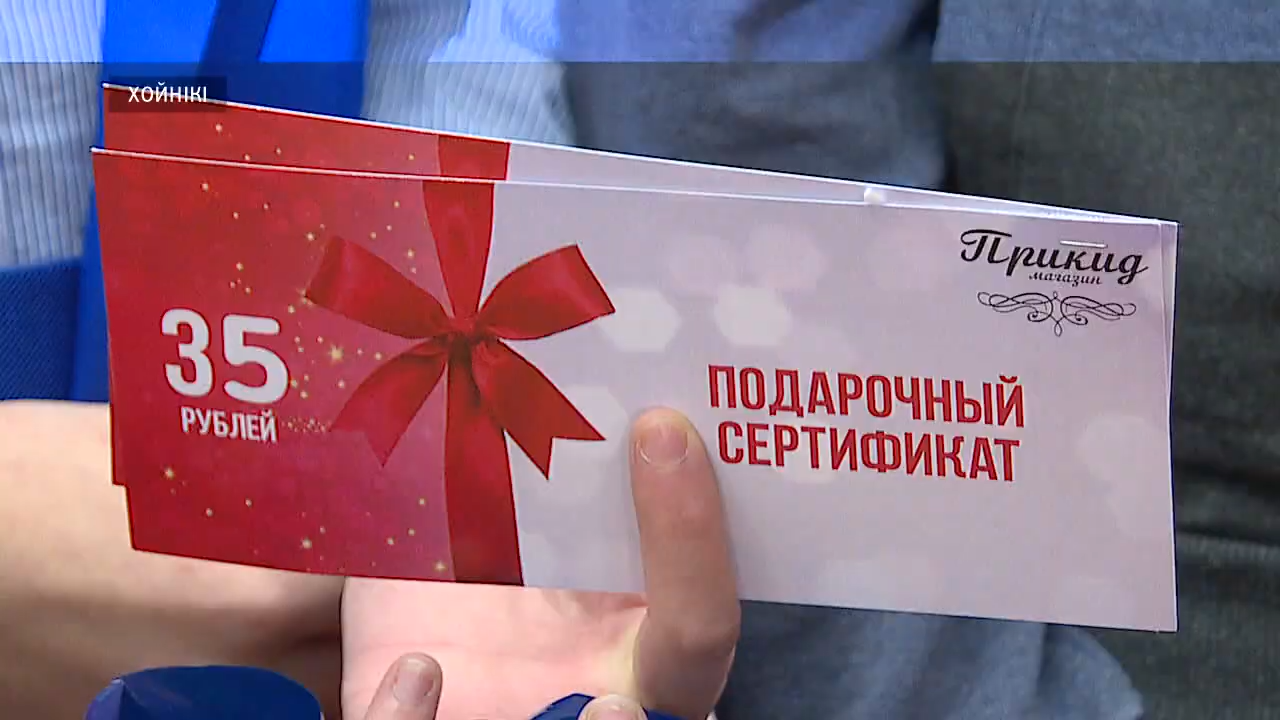 ХОЙНІКІ
Прикид
магазин
35
РУБЛЕЙ
ПОДАРОЧНЫЙ
СЕРТИФИКАТ